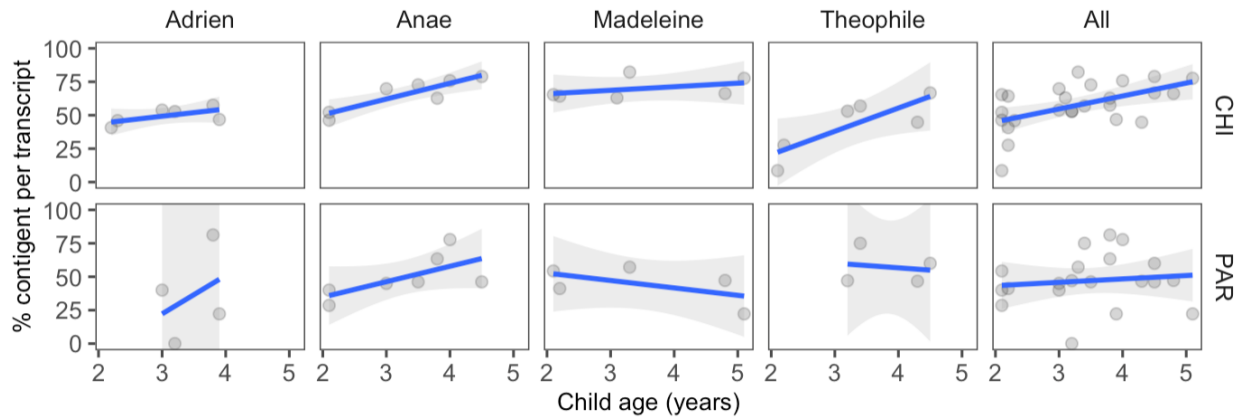 Adrien Anae Madeleine Theophile All
% contigent per transcript
100
75
50
25
0
CHI
100
75
50
25
0
PAR
2 3 4 5 2 3 4 5 2 3 4 5 2 3 4 5 2 3 4 5
Child age (years)